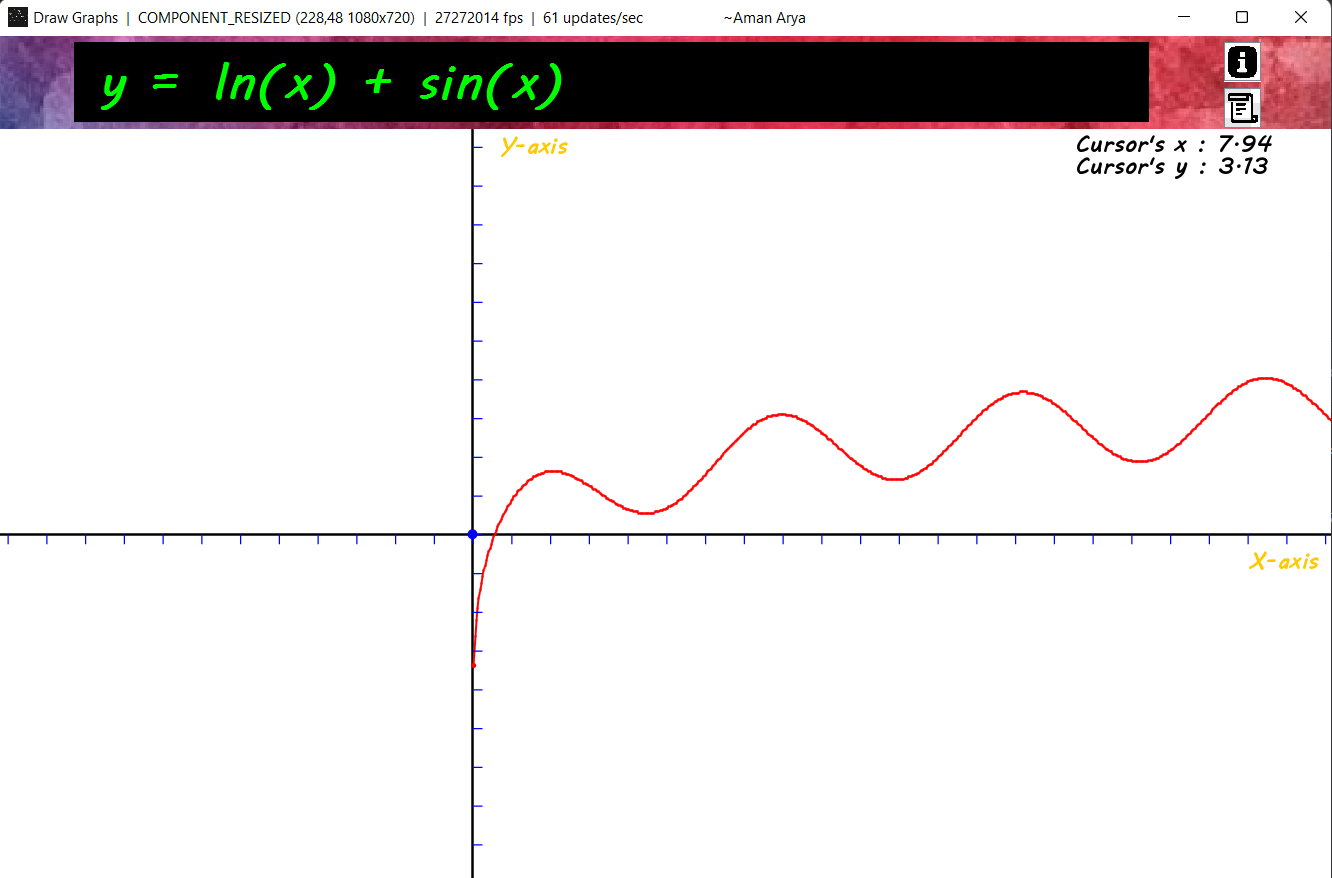 Draw Graphs | COMPONENT_RESIZED (228,48 1080x720) | 27272014 fps | 61 updates/sec ~Aman Arya
y = ln(x) + sin(x)
Y-axis
Cursor's x : 7.94
Cursor's y : 3.13
X-axis